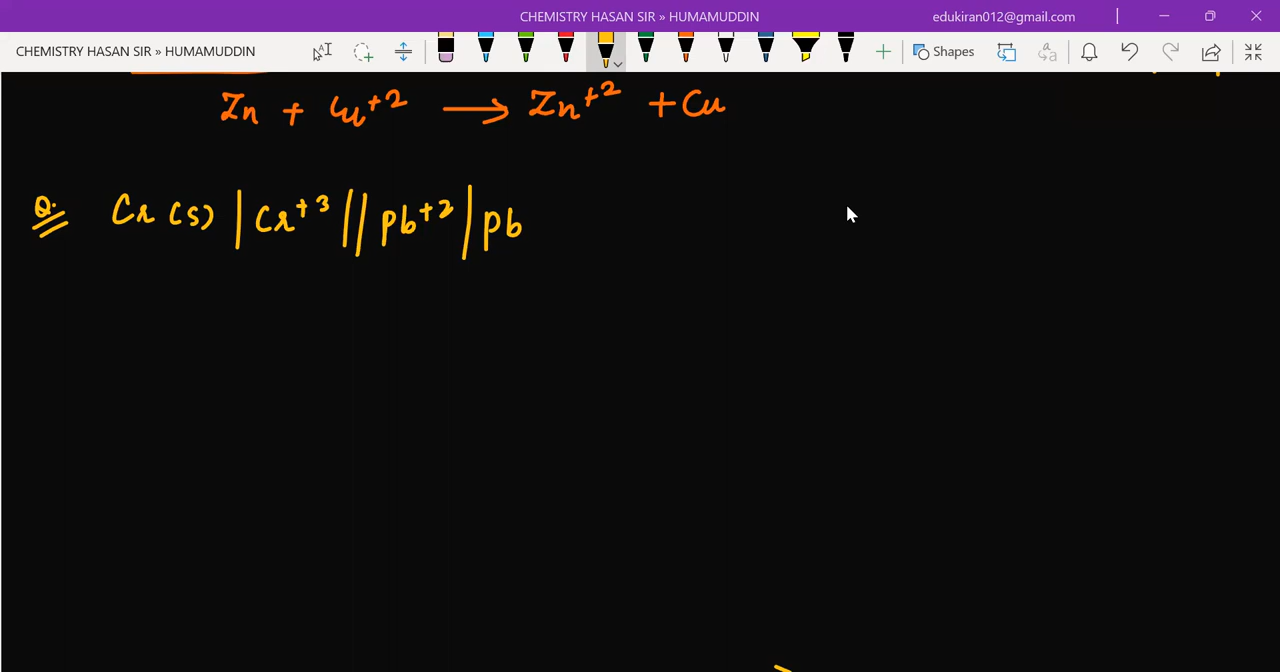 CHEMISTRY HASAN SIR » HUMAMUDDIN
edukiran012@gmail.com
CHEMISTRY HASAN SIR » HUMAMUDDIN
Shapes
Zn + Cu⁺² ⟶ Zn⁺² + Cu
Q. Cr (s) | Cr⁺³ || Pb⁺² | Pb